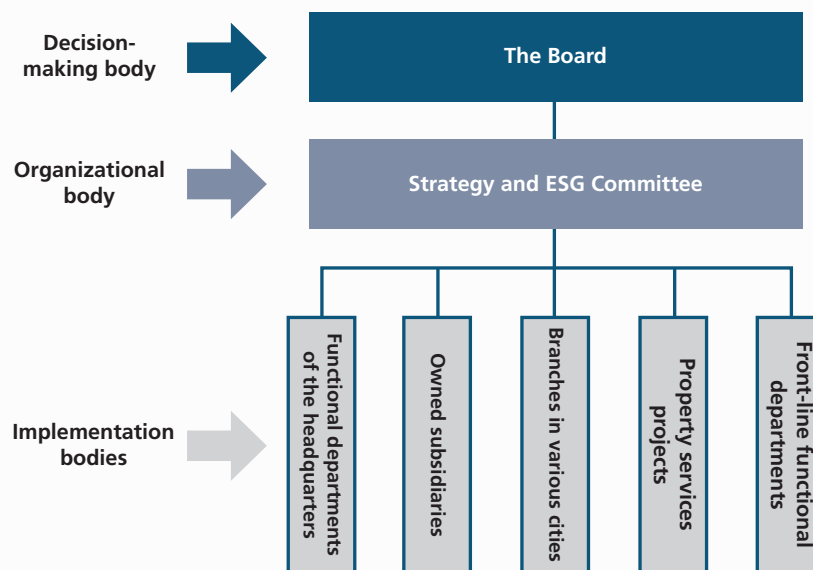 Decision-
making body
The Board
Organizational
body
Strategy and ESG Committee
Implementation
bodies
Functional departments
of the headquarters
Owned subsidiaries
Branches in various cities
Property services
projects
Front-line functional
departments